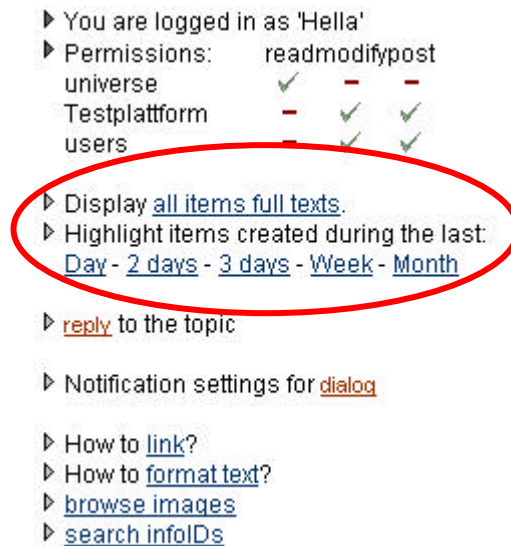 You are logged in as 'Hella'
Permissions: readmodifypost
universe
Testplattform
users
Display all items full texts.
Highlight items created during the last:
Day - 2 days - 3 days - Week - Month
reply to the topic
Notification settings for dialog
How to link?
How to format text?
browse images
search infoIDs